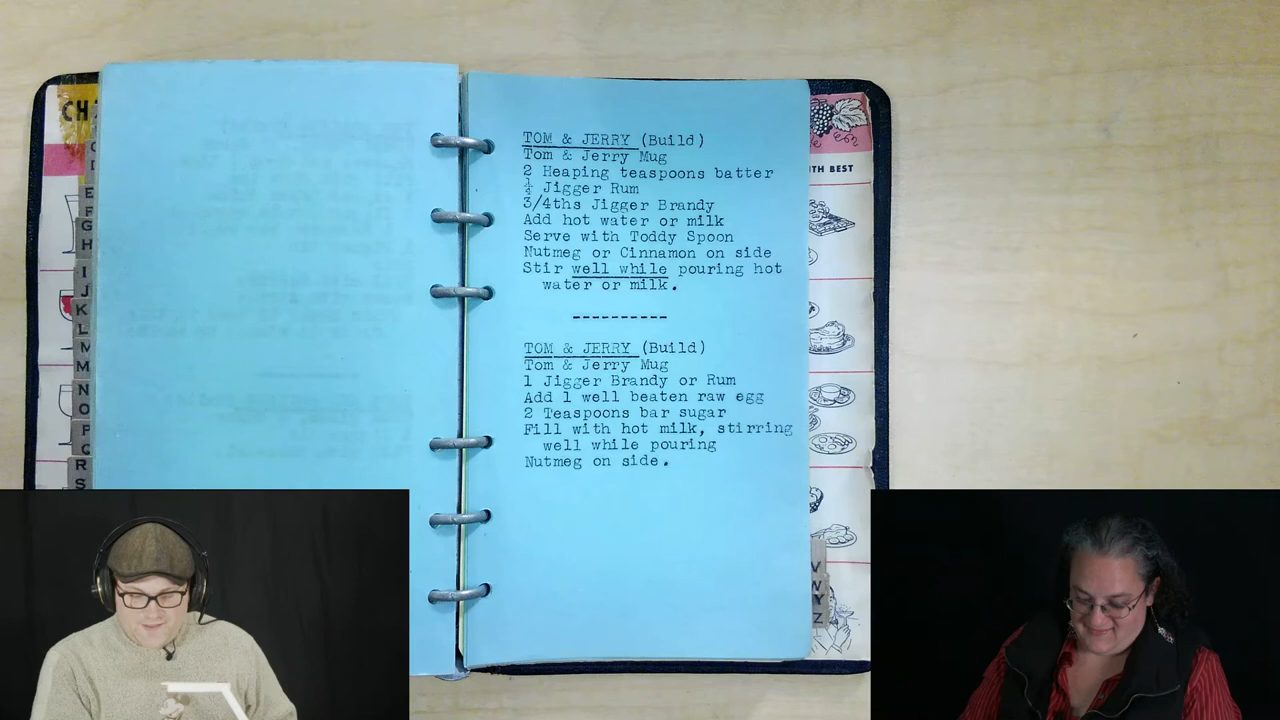 CH
C
D
E
F
G
H
I
J
K
L
M
M
N
O
P
Q
R
S
TOM & JERRY (Build)
Tom & Jerry Mug
2 Heaping teaspoons batter
½ Jigger Rum
3/4ths Jigger Brandy
Add hot water or milk
Serve with Toddy Spoon
Nutmeg or Cinnamon on side
Stir well while pouring hot
water or milk.
----------
TOM & JERRY (Build)
Tom & Jerry Mug
1 Jigger Brandy or Rum
Add 1 well beaten raw egg
2 Teaspoons bar sugar
Fill with hot milk, stirring
well while pouring
Nutmeg on side.
ITH BEST
V
W
Y
Z